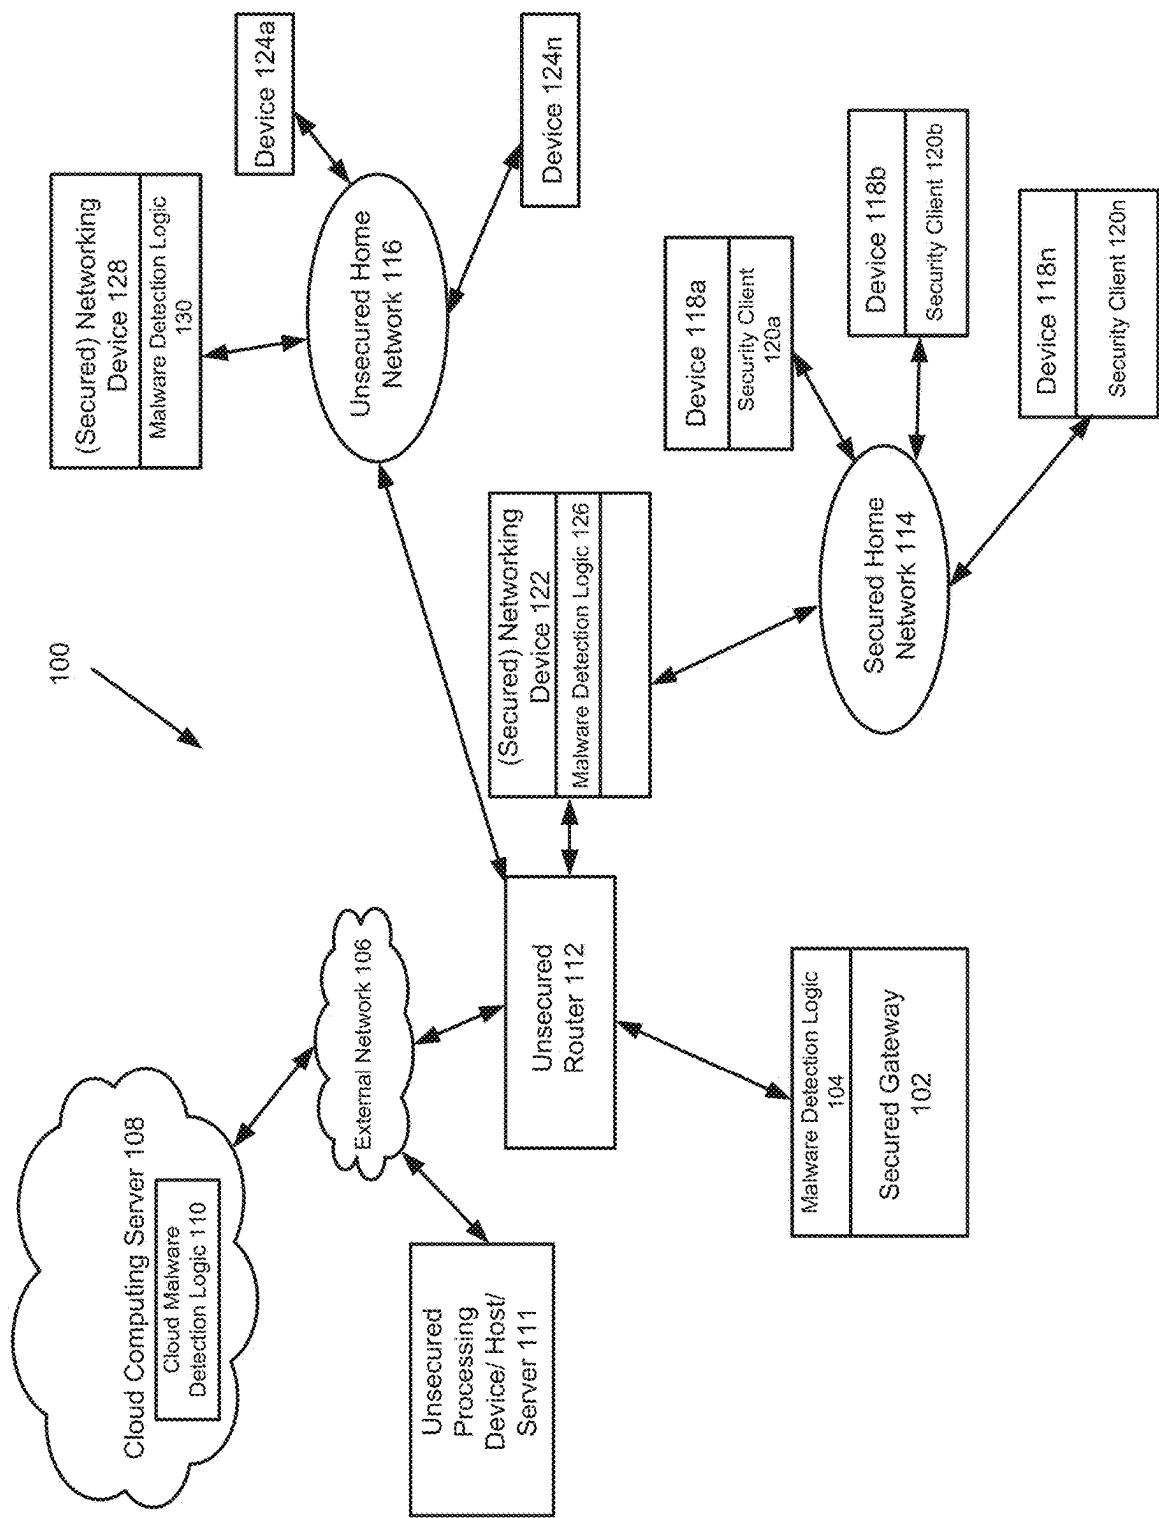 100
Cloud Computing Server 108
Cloud Malware
Detection Logic 110
External Network 106
Unsecured
Processing
Device/ Host/
Server 111
Unsecured
Router 112
Malware Detection Logic
104
Secured Gateway
102
(Secured) Networking
Device 122
Malware Detection Logic 126
(Secured) Networking
Device 128
Malware Detection Logic
130
Unsecured Home
Network 116
Device 124a
Device 124n
Secured Home
Network 114
Device 118a
Security Client
120a
Device 118b
Security Client 120b
Device 118n
Security Client 120n